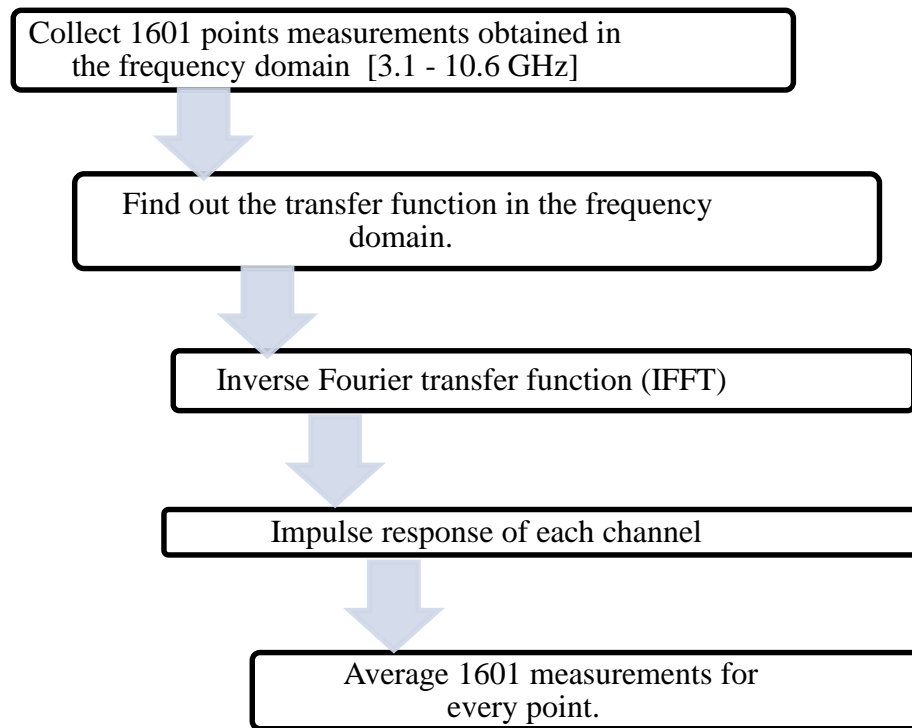 Collect 1601 points measurements obtained in
the frequency domain [3.1 - 10.6 GHz]
Find out the transfer function in the frequency
domain.
Inverse Fourier transfer function (IFFT)
Impulse response of each channel
Average 1601 measurements for
every point.